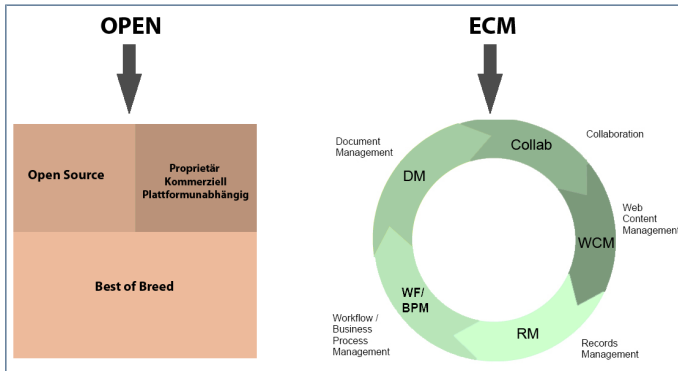 OPEN
Open Source
Proprietär
Kommerziell
Plattformunabhängig
Best of Breed
ECM
Document
Management
DM
Collab
Collaboration
WCM
Web
Content
Management
RM
Records
Management
WF/
BPM
Workflow /
Business
Process
Management